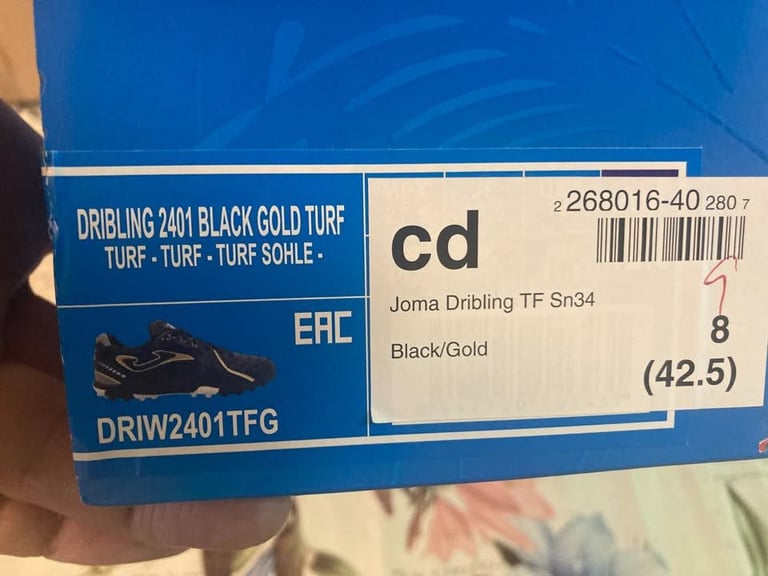 DRIBLING 2401 BLACK GOLD TURF
TURF - TURF - TURF SOHLE -
EAC
DRIW2401TFG
2 268016-40 280 7
cd
Joma Dribling TF Sn34
Black/Gold
8
(42.5)